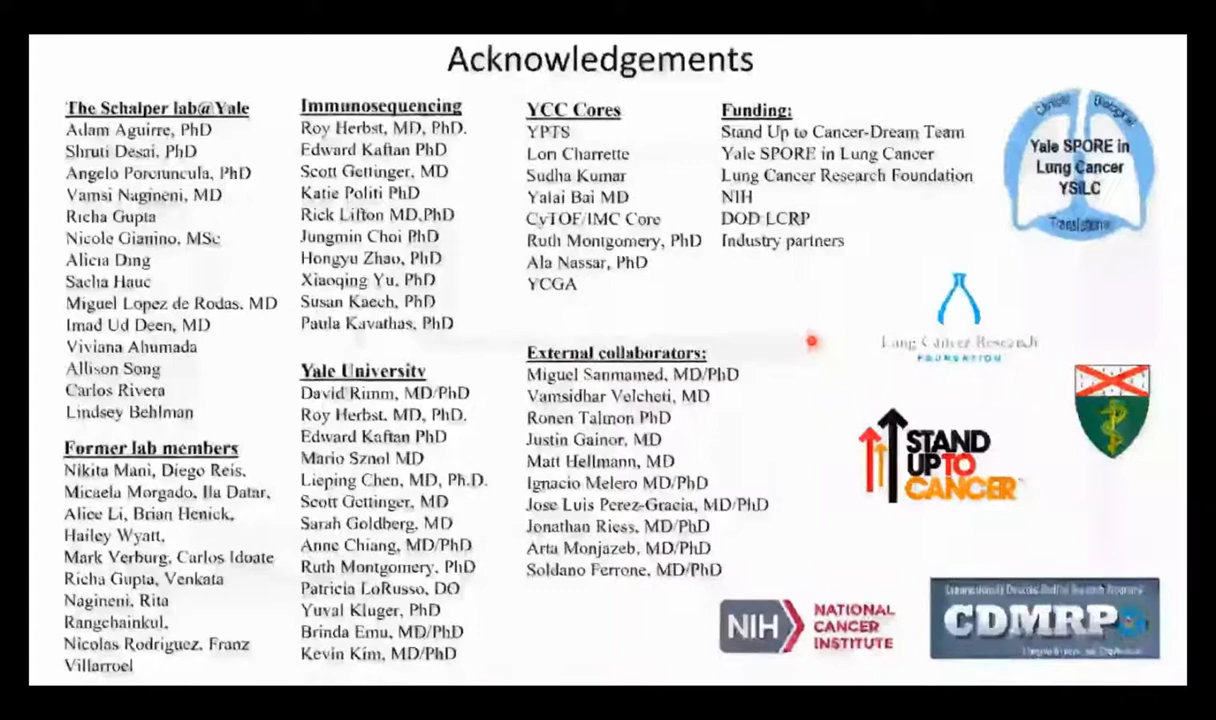 Acknowledgements
The Schalper lab@Yale
Adam Aguirre, PhD
Shruti Desai, PhD
Angelo Porciuncula, PhD
Vamsi Nagineni, MD
Richa Gupta
Nicole Gianino, MSc
Alicia Ding
Sacha Hauc
Miguel Lopez de Rodas, MD
Imad Ud Deen, MD
Viviana Ahumada
Allison Song
Carlos Rivera
Lindsey Behlman
Former lab members
Nikita Mani, Diego Reis,
Micaela Morgado, Ila Datar,
Alice Li, Brian Henick,
Hailey Wyatt,
Mark Verburg, Carlos Idoate
Richa Gupta, Venkata
Nagineni, Rita
Rangchaikul,
Nicolas Rodriguez, Franz
Villarroel
Immunosequencing
Roy Herbst, MD, PhD.
Edward Kaftan PhD
Scott Gettinger, MD
Katie Politi PhD
Rick Lifton MD,PhD
Jungmin Choi PhD
Hongyu Zhao, PhD
Xiaoqing Yu, PhD
Susan Kaech, PhD
Paula Kavathas, PhD
Yale University
David Rimm, MD/PhD
Roy Herbst, MD, PhD.
Edward Kaftan PhD
Mario Sznol MD
Lieping Chen, MD, Ph.D.
Scott Gettinger, MD
Sarah Goldberg, MD
Anne Chiang, MD/PhD
Ruth Montgomery, PhD
Patricia LoRusso, DO
Yuval Kluger, PhD
Brinda Emu, MD/PhD
Kevin Kim, MD/PhD
YCC Cores
YPTS
Lori Charrette
Sudha Kumar
Yalai Bai MD
CyTOF/IMC Core
Ruth Montgomery, PhD
Ala Nassar, PhD
YCGA
External collaborators:
Miguel Sanmamed, MD/PhD
Vamsidhar Velcheti, MD
Ronen Talmon PhD
Justin Gainor, MD
Matt Hellmann, MD
Ignacio Melero MD/PhD
Jose Luis Perez-Gracia, MD/PhD
Jonathan Riess, MD/PhD
Arta Monjazeb, MD/PhD
Soldano Ferrone, MD/PhD
Funding:
Stand Up to Cancer-Dream Team
Yale SPORE in Lung Cancer
Lung Cancer Research Foundation
NIH
DOD LCRP
Industry partners
Clinical Biological
Yale SPORE in
Lung Cancer
YSILC
Translational
Lung Cancer Research
FOUNDATION
STAND
UP TO
CANCER
NIH
NATIONAL
CANCER
INSTITUTE
Congressionally Directed Medical Research Programs
CDMRP